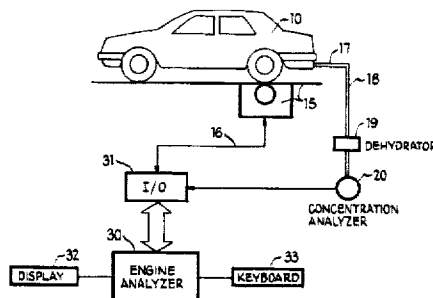 10
17
18
15
19
DEHYDRATOR
16
31
I/O
20
CONCENTRATION
ANALYZER
30
32
33
DISPLAY
ENGINE
ANALYZER
KEYBOARD